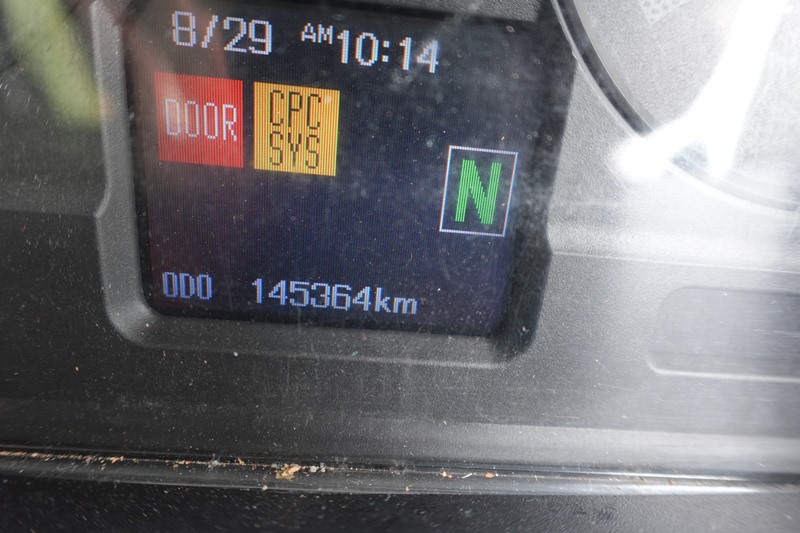 8/29 AM10:14
DOOR
CPC
SYS
N
ODO 145364km